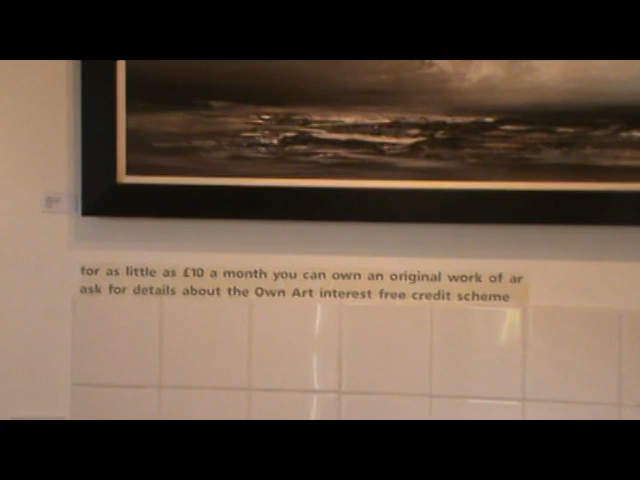 for as little as £10 a month you can own an original work of ar
ask for details about the Own Art interest free credit scheme